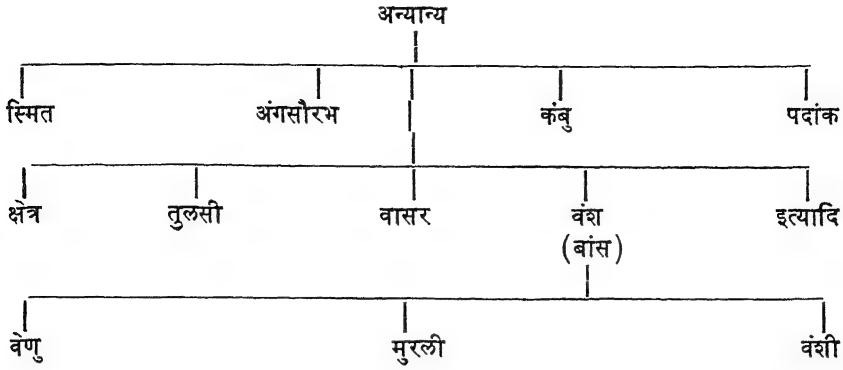 अन्यान्य
स्मित अंगसौरभ कंबु पदांक
क्षेत्र तुलसी वासर वंश इत्यादि
(बांस)
वेणु मुरली वंशी